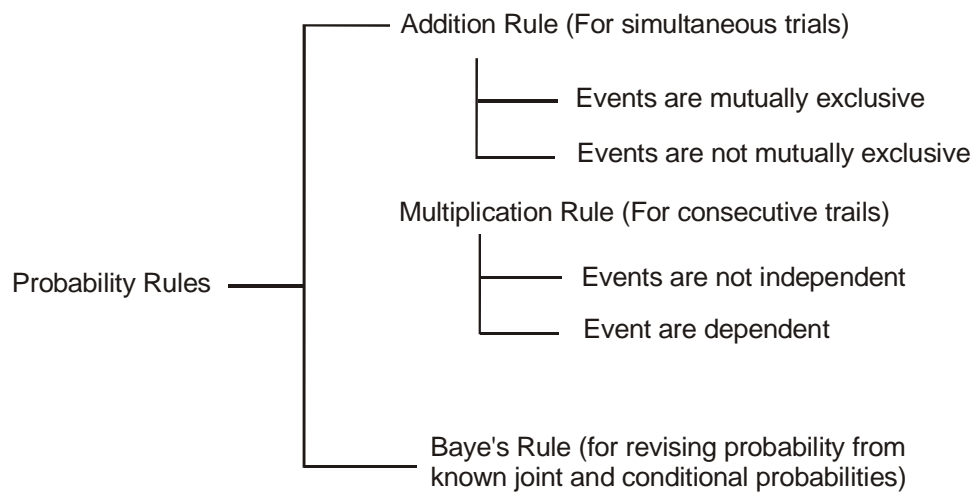 Addition Rule (For simultaneous trials)
Events are mutually exclusive
Events are not mutually exclusive
Multiplication Rule (For consecutive trails)
Probability Rules
Events are not independent
Event are dependent
Baye's Rule (for revising probability from
known joint and conditional probabilities)